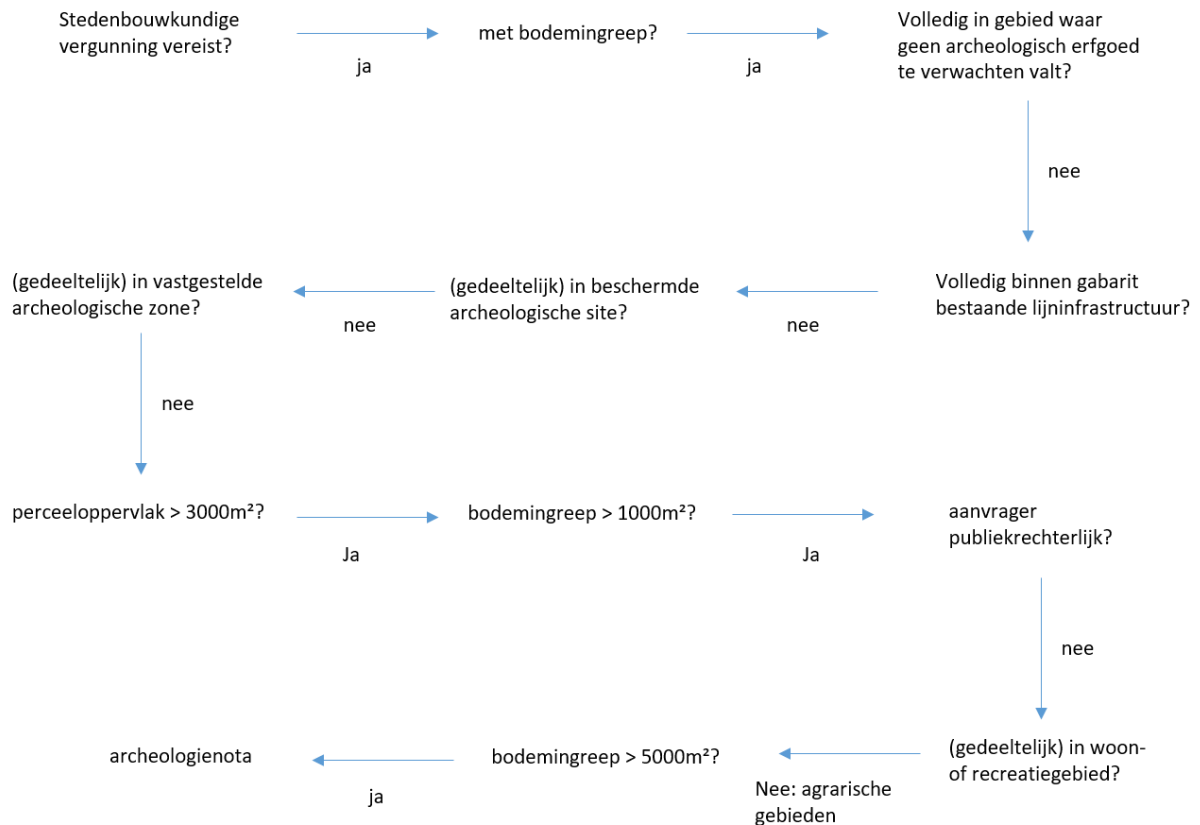 Stedenbouwkundige
vergunning vereist?
ja
met bodemingreep?
ja
Volledig in gebied waar
geen archeologisch erfgoed
te verwachten valt?
nee
Volledig binnen gabarit
bestaande lijninfrastructuur?
nee
(gedeeltelijk) in beschermde
archeologische site?
nee
(gedeeltelijk) in vastgestelde
archeologische zone?
nee
perceeloppervlak > 3000m²?
Ja
bodemingreep > 1000m²?
Ja
aanvrager
publiekrechterlijk?
nee
(gedeeltelijk) in woon-
of recreatiegebied?
Nee: agrarische
gebieden
bodemingreep > 5000m²?
ja
archeologienota